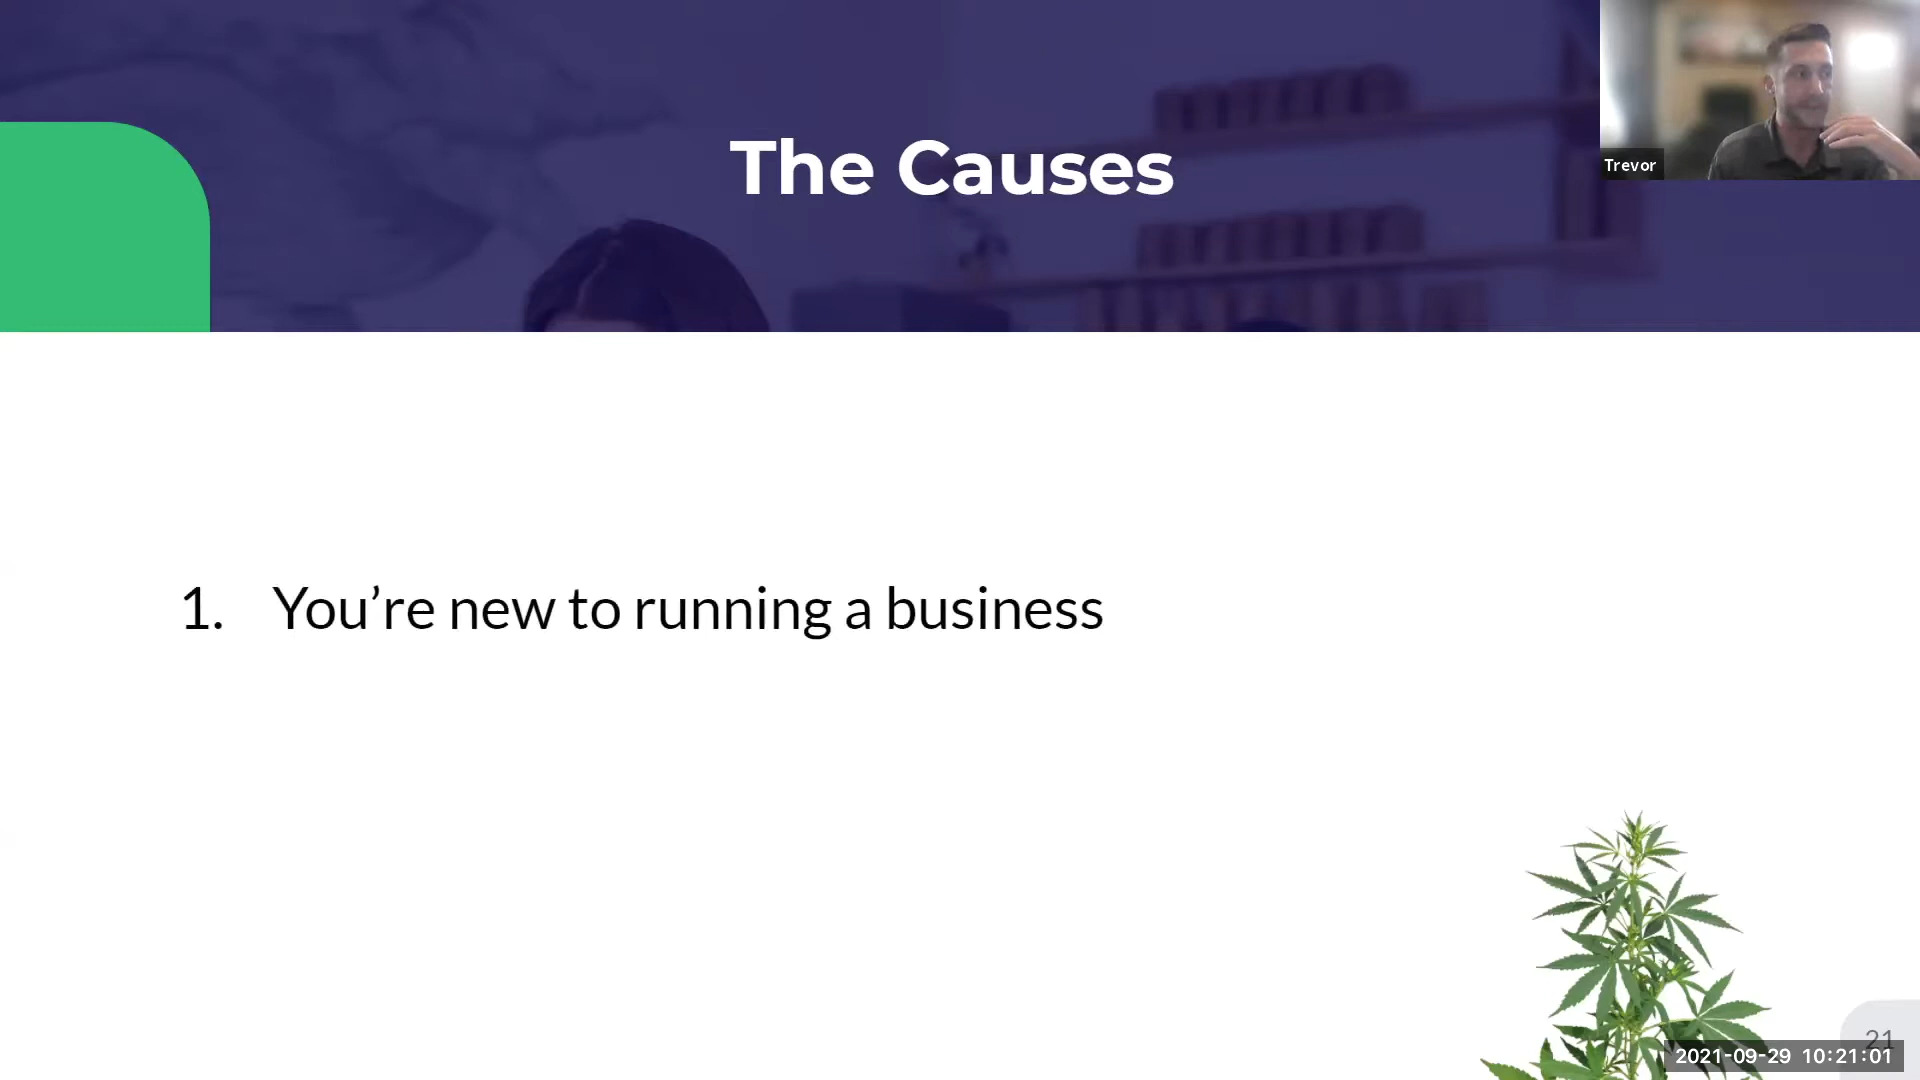 The Causes
Trevor
1. You’re new to running a business
21
2021-09-29 10:21:01